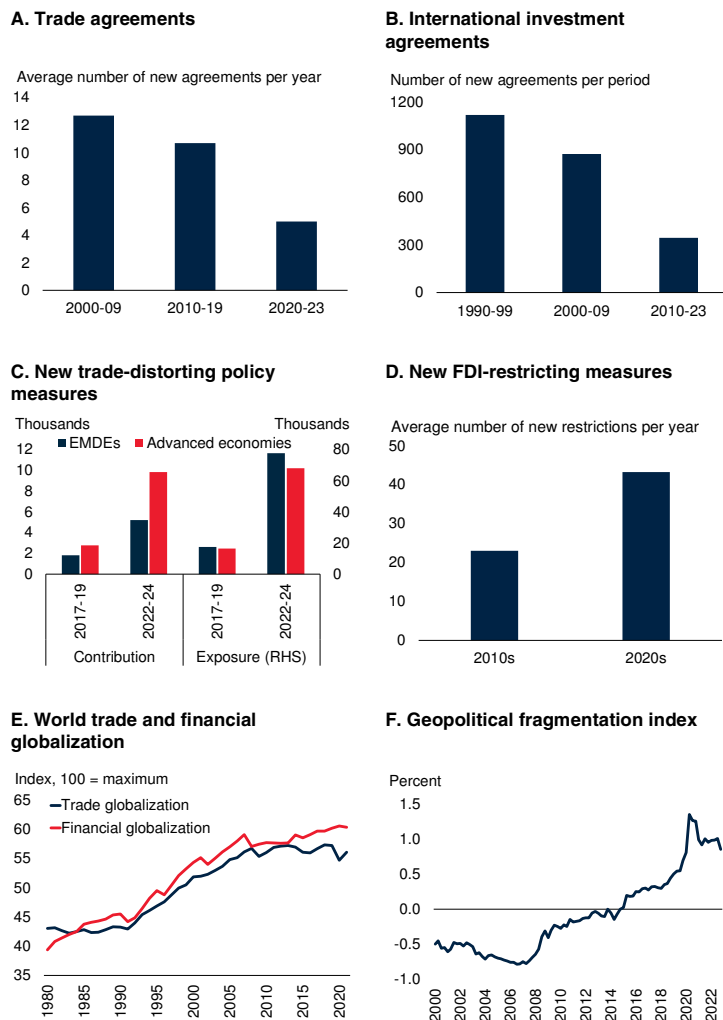 A. Trade agreements
Average number of new agreements per year
14
12
10
8
6
4
2
0
2000-09 2010-19 2020-23
B. International investment
agreements
Number of new agreements per period
1200
900
600
300
0
1990-99 2000-09 2010-23
C. New trade-distorting policy
measures
Thousands Thousands
EMDEs Advanced economies
12 80
10
8 60
6 40
4
2 20
0 0
2017-19 2022-24 2017-19 2022-24
Contribution Exposure (RHS)
D. New FDI-restricting measures
Average number of new restrictions per year
50
40
30
20
10
0
2010s 2020s
E. World trade and financial
globalization
Index, 100 = maximum
65
60
55
50
45
40
35
Trade globalization
Financial globalization
1980 1985 1990 1995 2000 2005 2010 2015 2020
F. Geopolitical fragmentation index
Percent
1.5
1.0
0.5
0.0
-0.5
-1.0
2000 2002 2004 2006 2008 2010 2012 2014 2016 2018 2020 2022